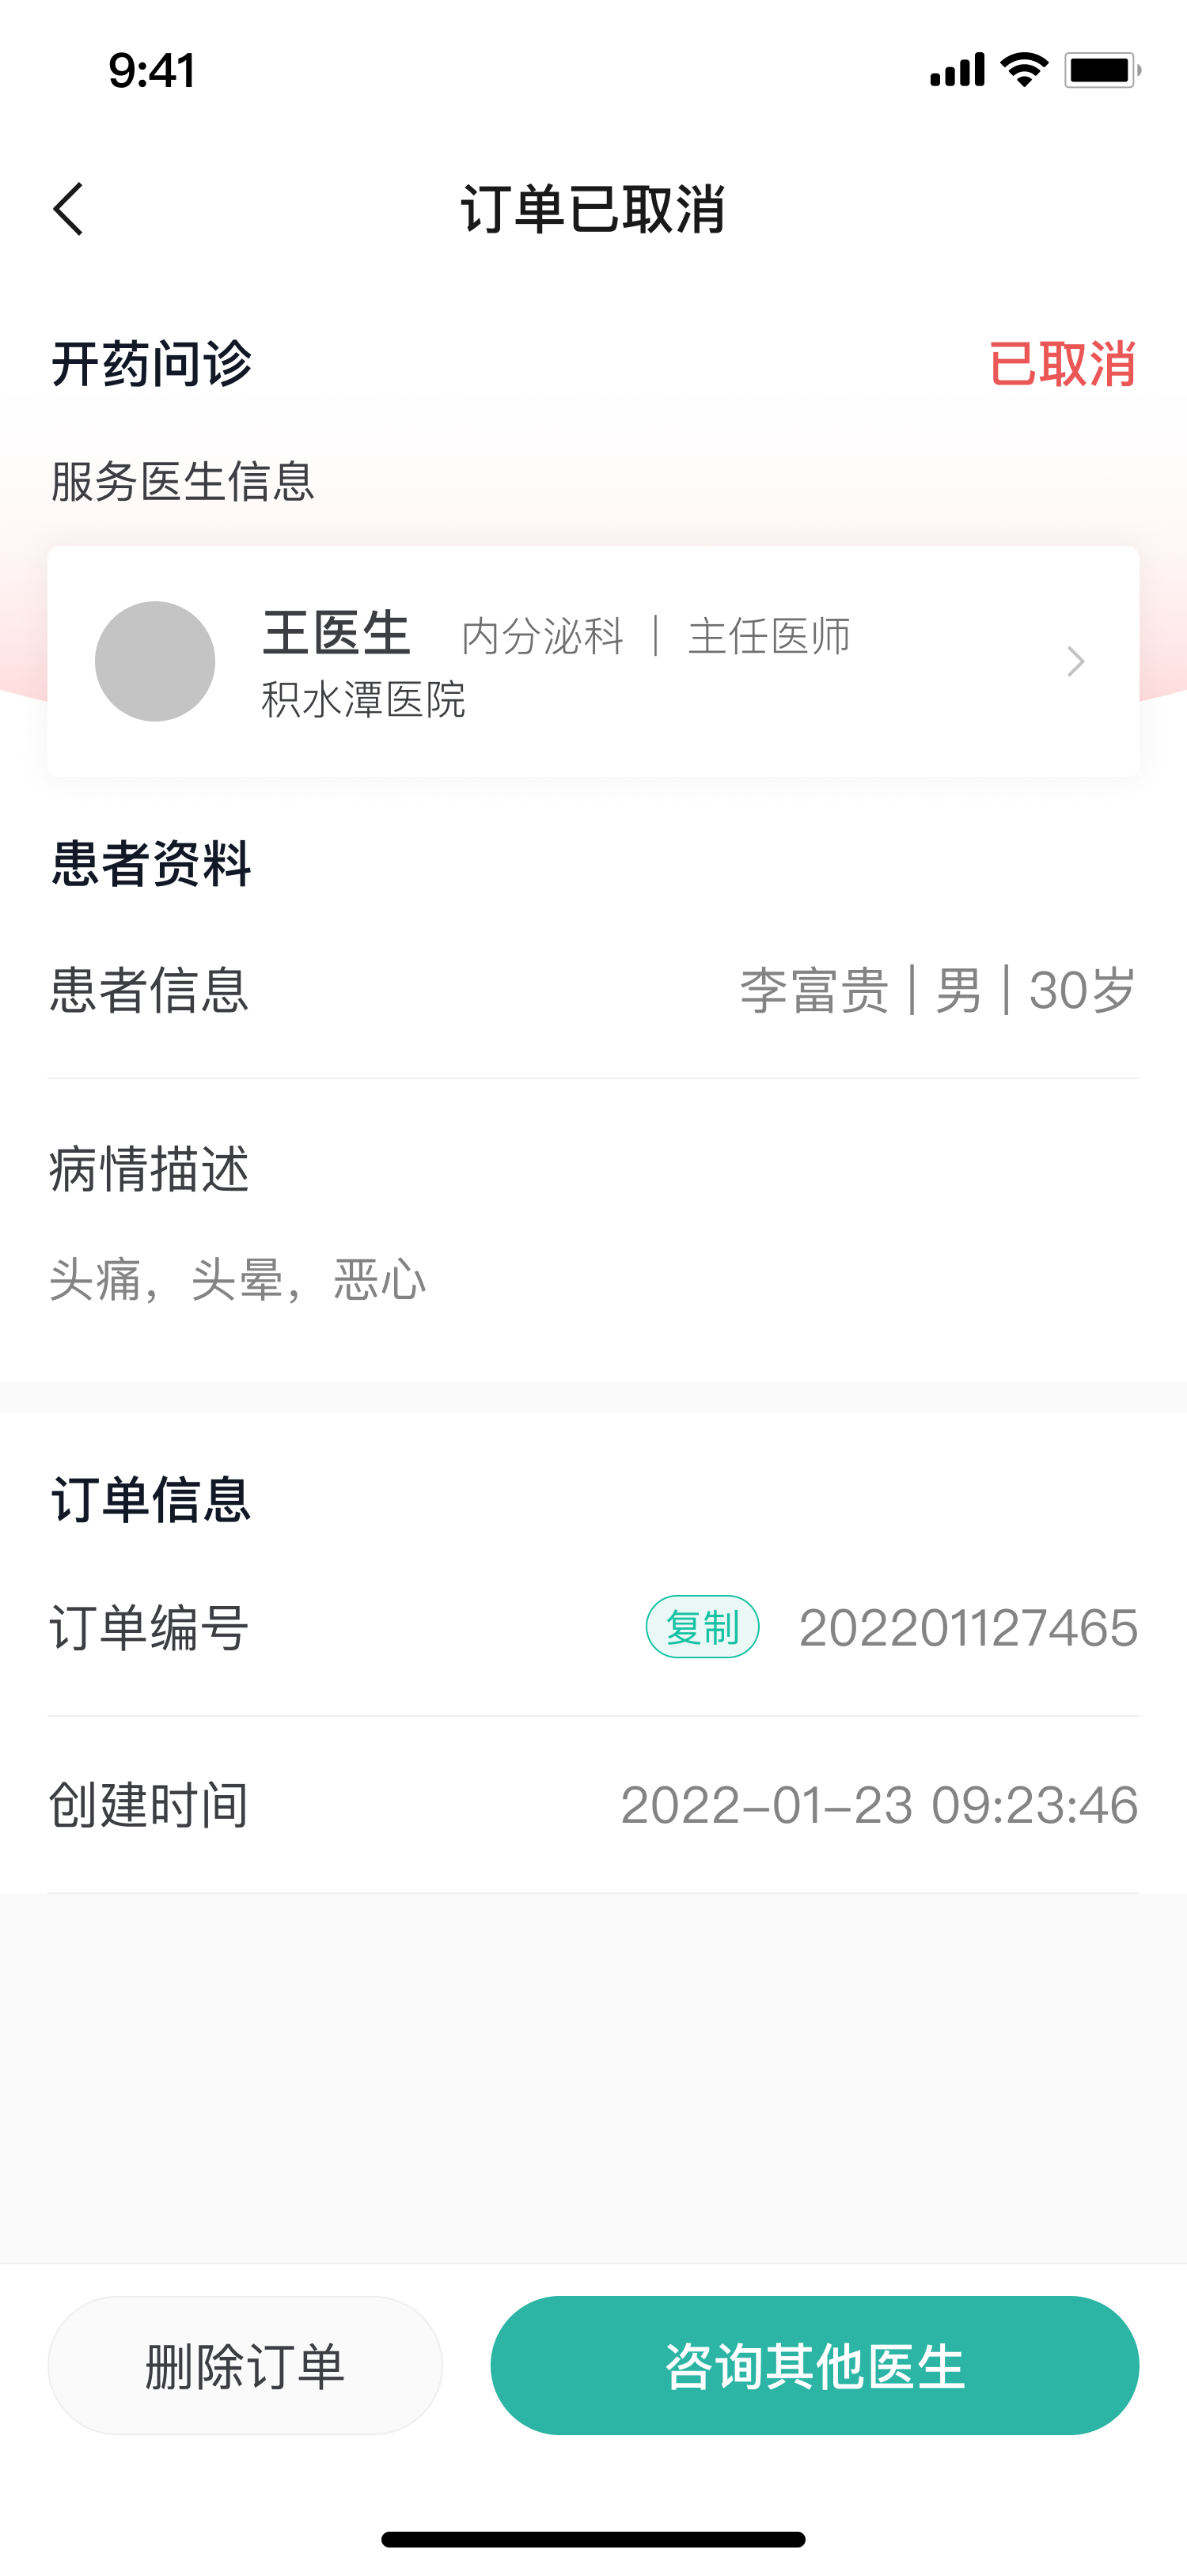 9:41
订单已取消
开药问诊 已取消
服务医生信息
王医生 内分泌科 | 主任医师
积水潭医院
患者资料
患者信息 李富贵 | 男 | 30岁
病情描述
头痛，头晕，恶心
订单信息
订单编号 复制 202201127465
创建时间 2022-01-23 09:23:46
删除订单 咨询其他医生